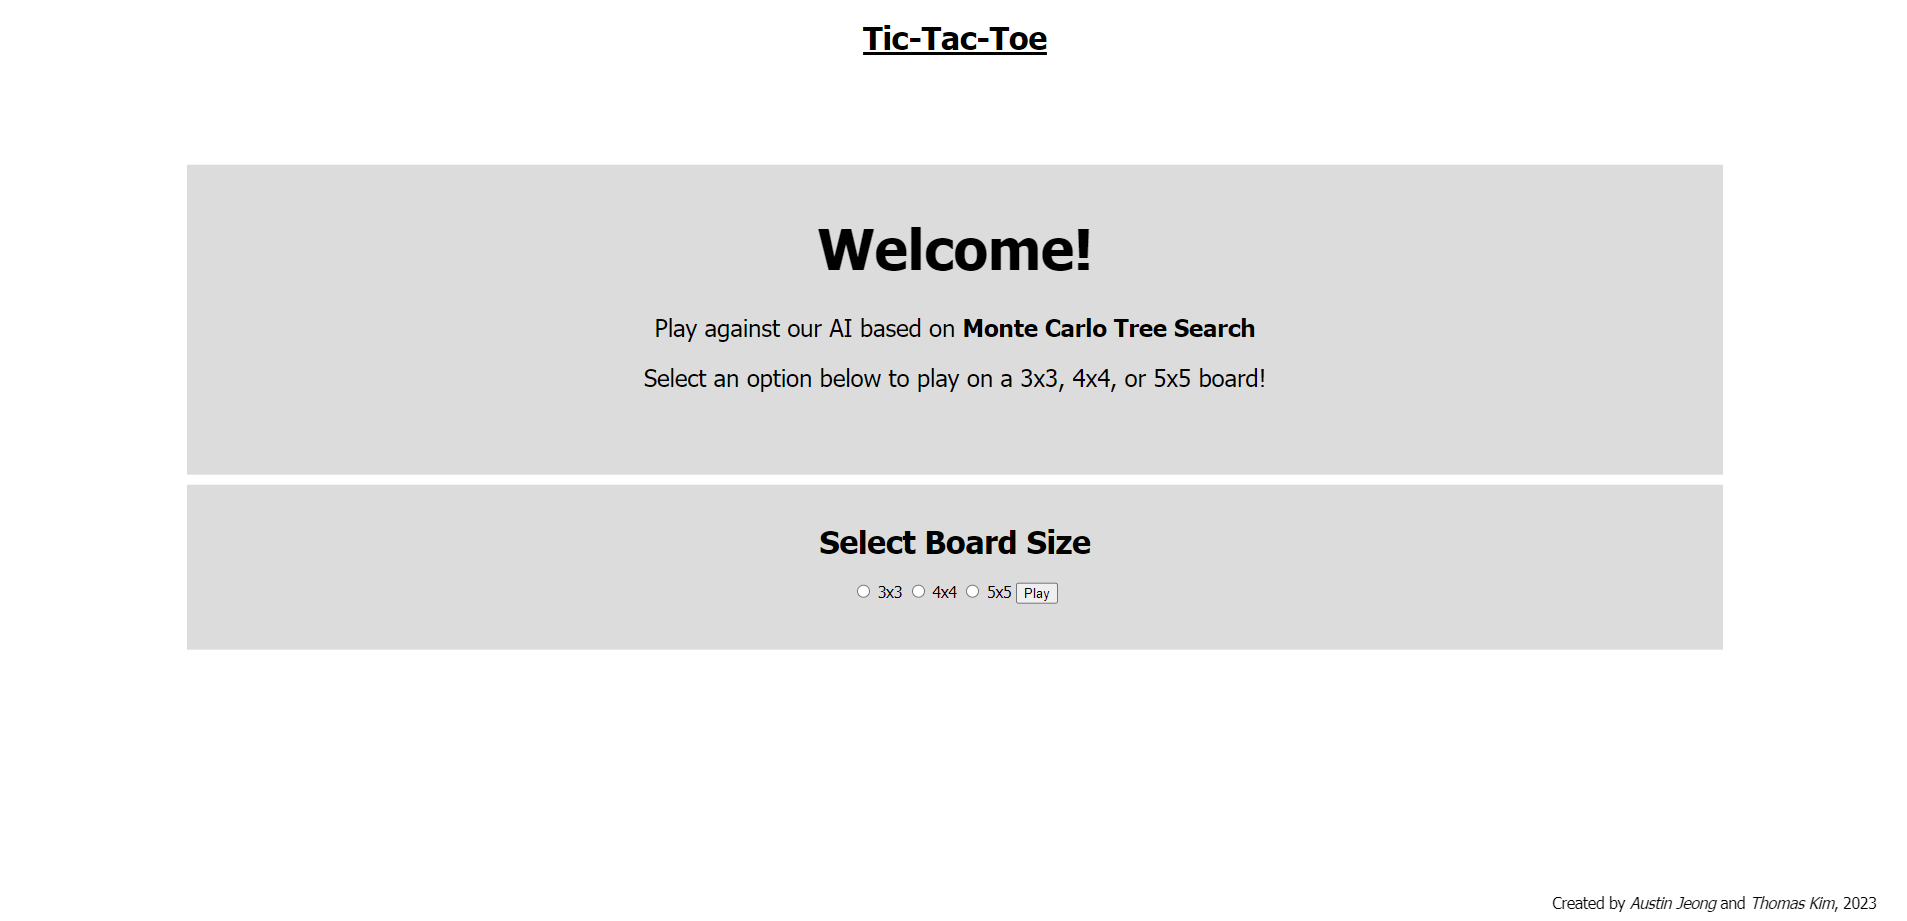 Tic-Tac-Toe
Welcome!
Play against our AI based on Monte Carlo Tree Search
Select an option below to play on a 3x3, 4x4, or 5x5 board!
Select Board Size
3x3 4x4 5x5 Play
Created by Austin Jeong and Thomas Kim, 2023